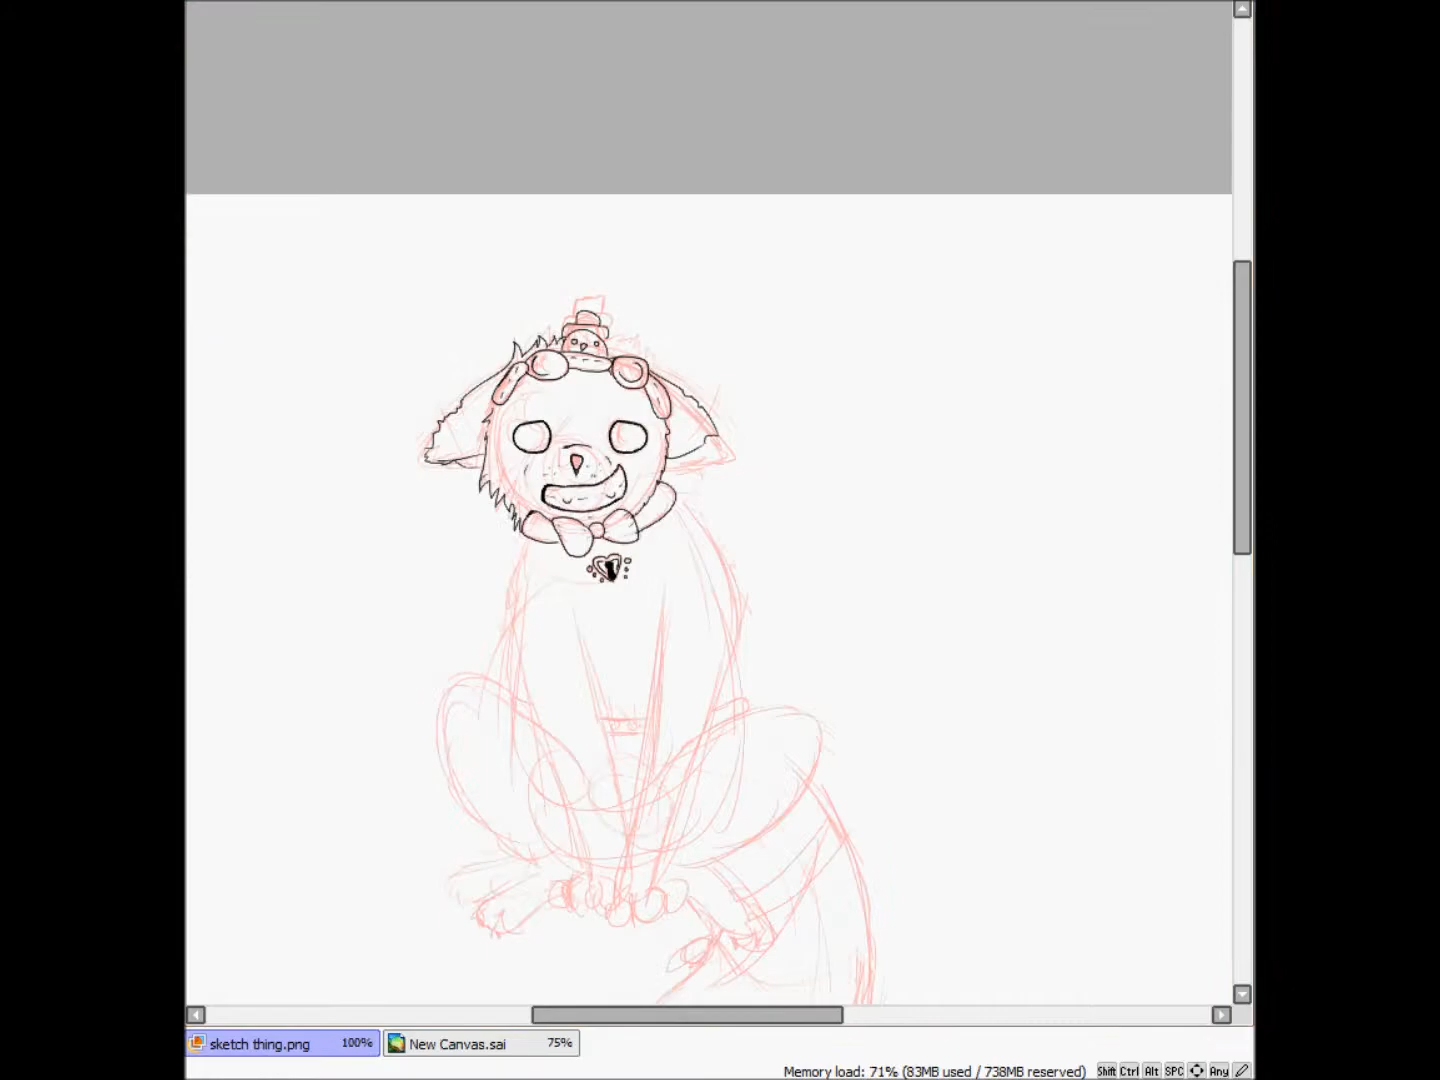 sketch thing.png 100% New Canvas.sai 75%
Memory load: 71% (83MB used / 738MB reserved) Shift Ctrl Alt SPC Any